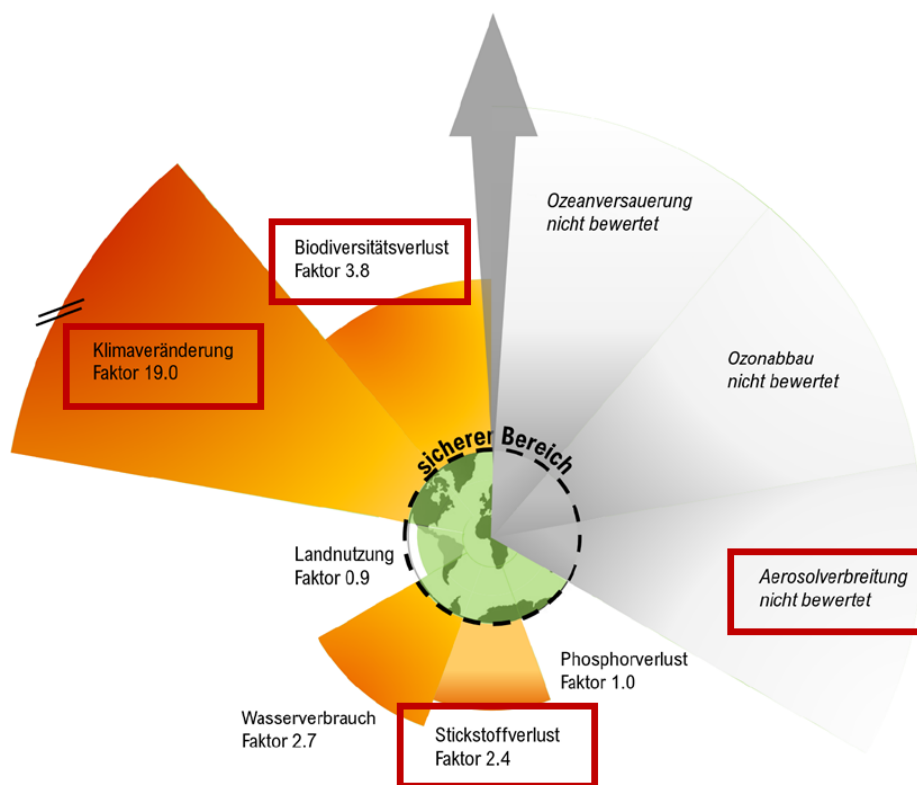 Ozeanversauerung
nicht bewertet
Biodiversitätsverlust
Faktor 3.8
Klimaveränderung
Faktor 19.0
Ozonabbau
nicht bewertet
sicherer Bereich
Landnutzung
Faktor 0.9
Aerosolverbreitung
nicht bewertet
Phosphorverlust
Faktor 1.0
Wasserverbrauch
Faktor 2.7
Stickstoffverlust
Faktor 2.4